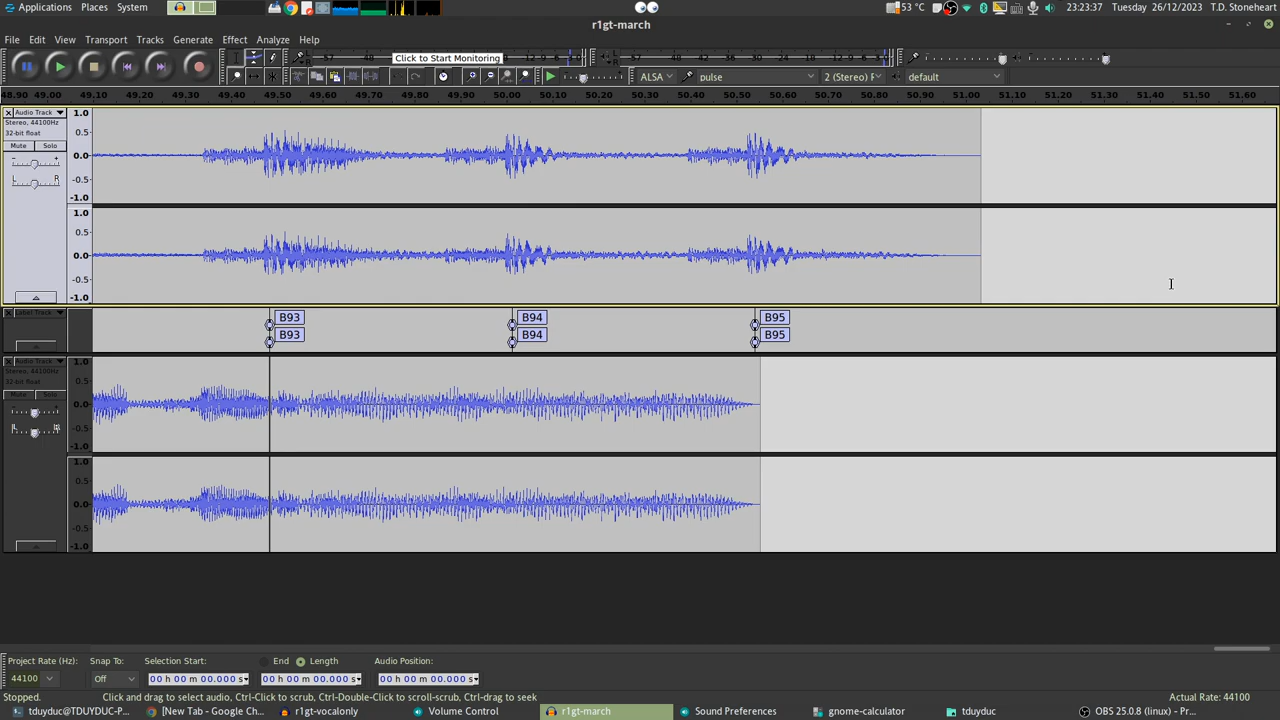 Applications Places System 53 °C Tuesday 26/12/2023 23:23:37 T.D. Stoneheart
r1gt-march
File Edit View Transport Tracks Generate Effect Analyze Help
Click to Start Monitoring
ALSA pulse 2 (Stereo) F default
48.90 49.00 49.10 49.20 49.30 49.40 49.50 49.60 49.70 49.80 49.90 50.00 50.10 50.20 50.30 50.40 50.50 50.60 50.70 50.80 50.90 51.00 51.10 51.20 51.30 51.40 51.50 51.60
Audio Track 1.0
Stereo, 44100Hz
32-bit float 0.5
Mute Solo
0.0
L R -0.5
-1.0
1.0
0.5
0.0
-0.5
-1.0
Label Track
B93 B94 B95
B93 B94 B95
Audio Track 1.0
Stereo, 44100Hz
32-bit float 0.5
Mute Solo
0.0
L R -0.5
-1.0
1.0
0.5
0.0
-0.5
-1.0
Project Rate (Hz): Snap To: Selection Start: End Length Audio Position:
44100 Off 00 h 00 m 00.000 s 00 h 00 m 00.000 s 00 h 00 m 00.000 s
Stopped. Click and drag to select audio, Ctrl-Click to scrub, Ctrl-Double-Click to scroll-scrub, Ctrl-drag to seek Actual Rate: 44100
tduyduc@TDUYDUC-P... [New Tab - Google Ch... r1gt-vocalonly Volume Control r1gt-march Sound Preferences gnome-calculator tduyduc OBS 25.0.8 (linux) - Pr...